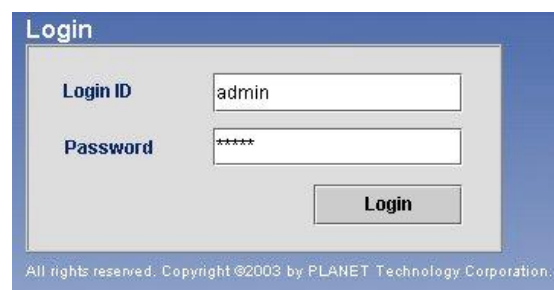 Login
Login ID admin
Password *****
Login
All rights reserved. Copyright ©2003 by PLANET Technology Corporation.